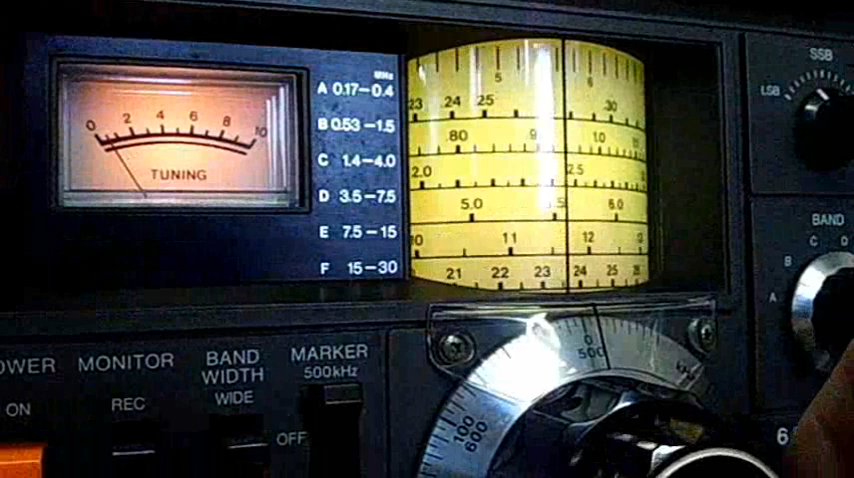 SSB
LSB
MHz
A 0.17–0.4
B 0.53–1.5
C 1.4–4.0
D 3.5–7.5
E 7.5–15
F 15–30
0 2 4 6 8 10
TUNING
5 6
23 24 25 .30
.80 9 1.0
2.0 2.5
5.0 6.0
10 11 12
21 22 23 24 25
BAND
A B C D
0
500
100
600
OWER
ON
MONITOR
REC
BAND
WIDTH
WIDE
MARKER
500kHz
OFF
6